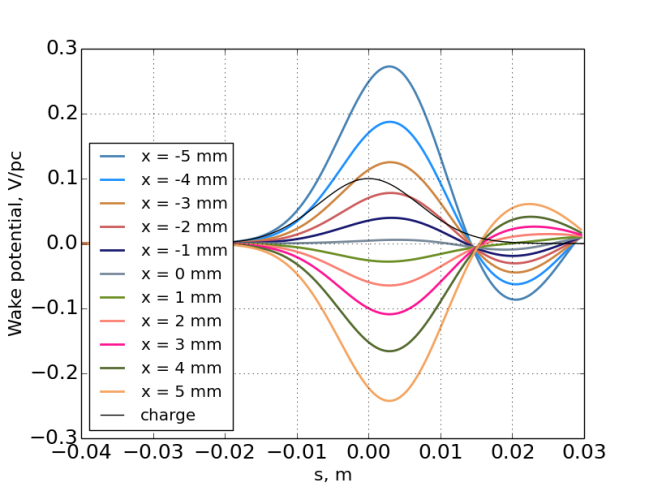 0.3
0.2
0.1
0.0
−0.1
−0.2
−0.3
Wake potential, V/pc
x = -5 mm
x = -4 mm
x = -3 mm
x = -2 mm
x = -1 mm
x = 0 mm
x = 1 mm
x = 2 mm
x = 3 mm
x = 4 mm
x = 5 mm
charge
−0.04 −0.03 −0.02 −0.01 0.00 0.01 0.02 0.03
s, m